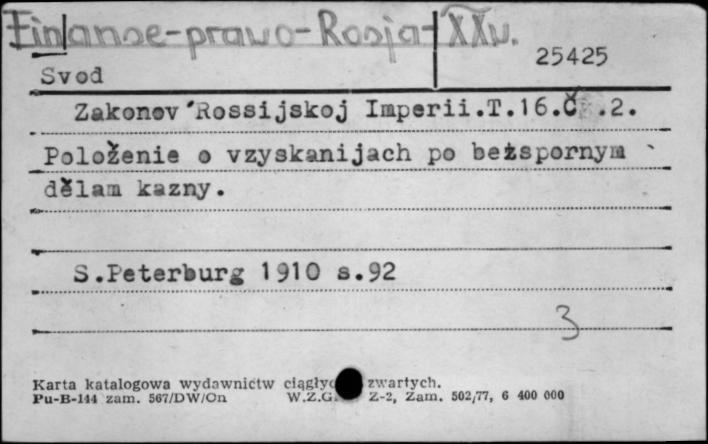 Finanse-prawo-Rosja-XXw.
25425
Svod
Zakonov Rossijskoj Imperii.T.16.Č .2.
Položenie o vzyskanijach po bezspornym
dělam kazny.
S.Peterburg 1910 s.92
3
Karta katalogowa wydawnictw zwartych.
Pu-B-144 zam. 567/DW/On W.Z.G. Z-2, Zam. 502/77, 6 400 000